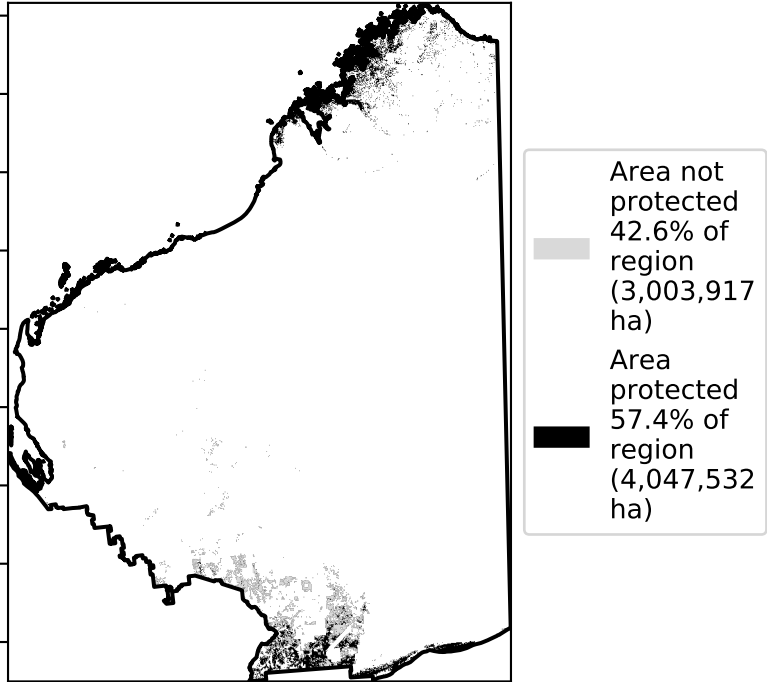 Area not
protected
42.6% of
region
(3,003,917
ha)
Area
protected
57.4% of
region
(4,047,532
ha)